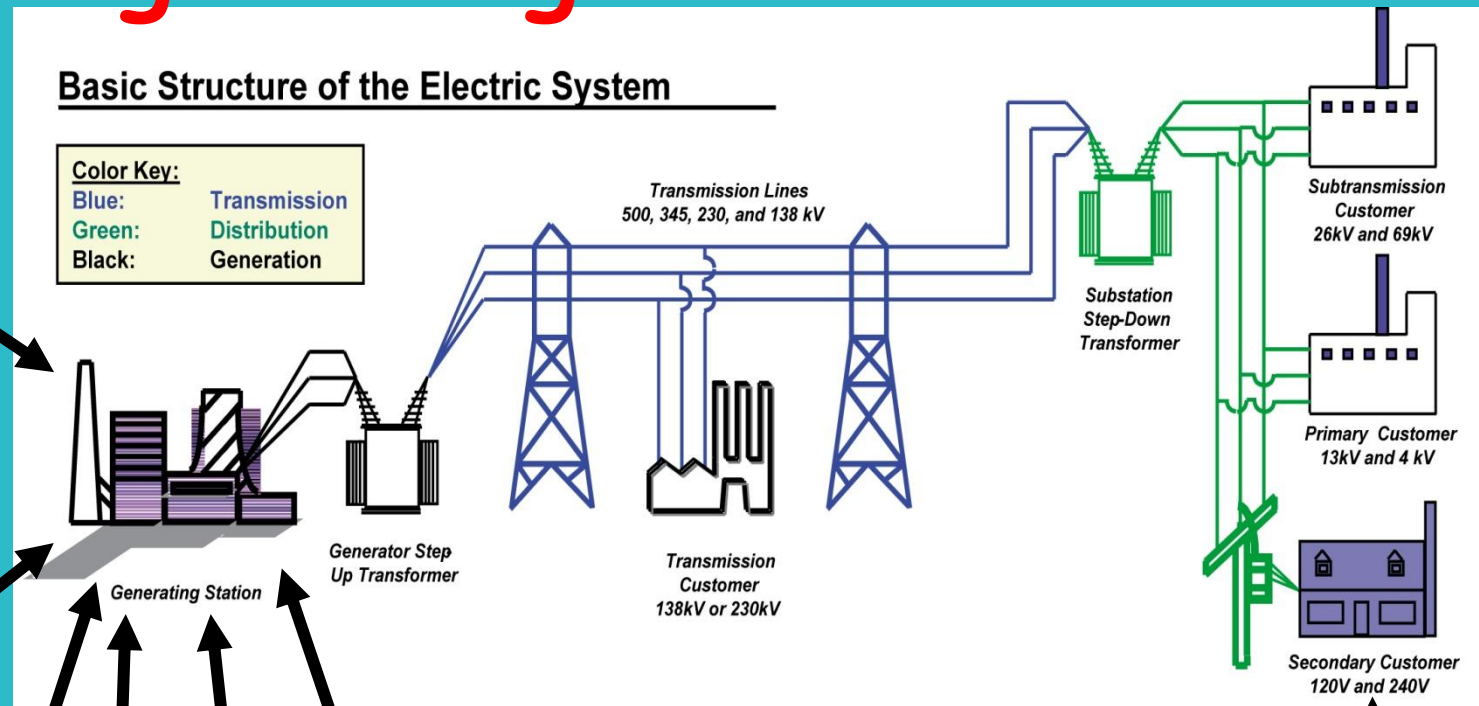 Basic Structure of the Electric System
Color Key:
Blue: Transmission
Green: Distribution
Black: Generation
Transmission Lines
500, 345, 230, and 138 kV
Subtransmission
Customer
26kV and 69kV
Substation
Step-Down
Transformer
Primary Customer
13kV and 4 kV
Generating Station
Generator Step
Up Transformer
Transmission
Customer
138kV or 230kV
Secondary Customer
120V and 240V